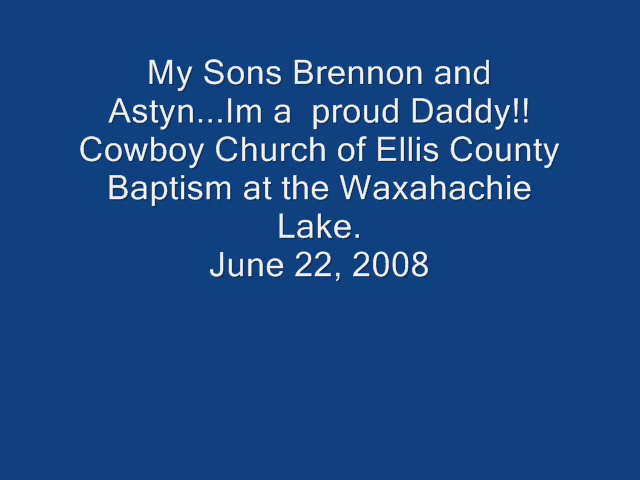 My Sons Brennon and
Astyn...Im a  proud Daddy!!
Cowboy Church of Ellis County
Baptism at the Waxahachie
Lake.
June 22, 2008